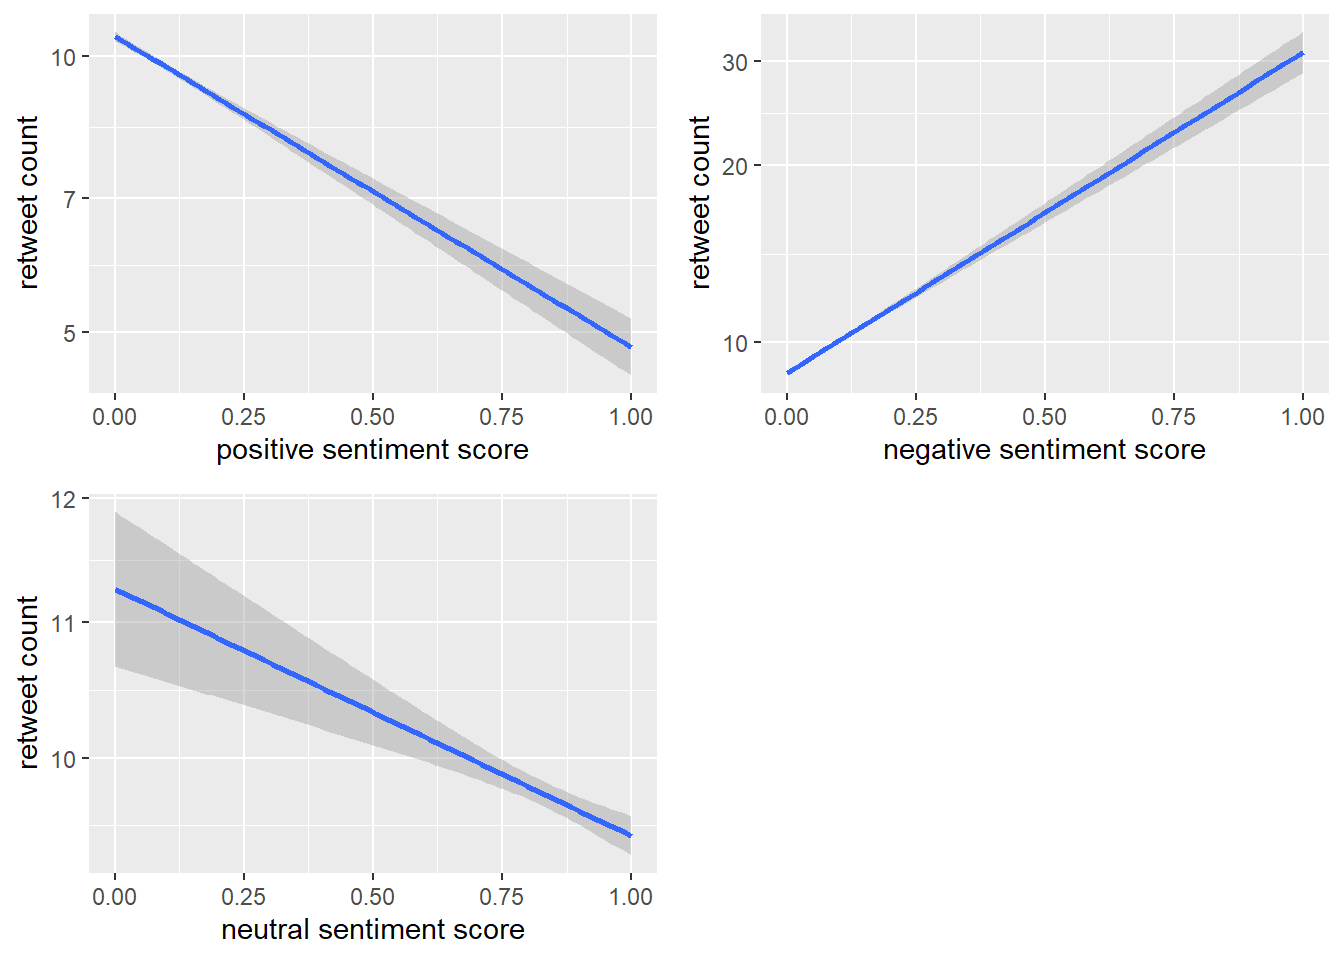 retweet count
10
7
5
0.00 0.25 0.50 0.75 1.00
positive sentiment score
retweet count
30
20
10
0.00 0.25 0.50 0.75 1.00
negative sentiment score
retweet count
12
11
10
0.00 0.25 0.50 0.75 1.00
neutral sentiment score